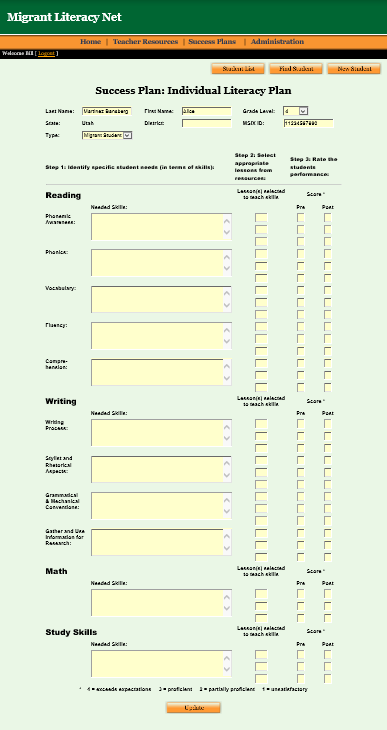 Migrant Literacy Net
Home | Teacher Resources | Success Plans | Administration
Welcome Bill [ Logout ]
Student List Find Student New Student
Success Plan: Individual Literacy Plan
Last Name: Martinez Bansberg First Name: Alice Grade Level: 4
State: Utah District: MSIX ID: 11234567890
Type: Migrant Student
Step 1: Identify specific student needs (in terms of skills):
Step 2: Select appropriate lessons from resources:
Step 3: Rate the students performance:
Reading
Lesson(s) selected to teach skills
Score *
Needed Skills: Pre Post
Phonemic Awareness:
Phonics:
Vocabulary:
Fluency:
Compre-
hension:
Writing
Lesson(s) selected to teach skills
Score *
Needed Skills: Pre Post
Writing Process:
Stylist and Rhetorical Aspects:
Grammatical & Mechanical Conventions:
Gather and Use Information for Research:
Math
Lesson(s) selected to teach skills
Score *
Needed Skills: Pre Post
Study Skills
Lesson(s) selected to teach skills
Score *
Needed Skills: Pre Post
* 4 = exceeds expectations 3 = proficient 2 = partially proficient 1 = unsatisfactory
Update